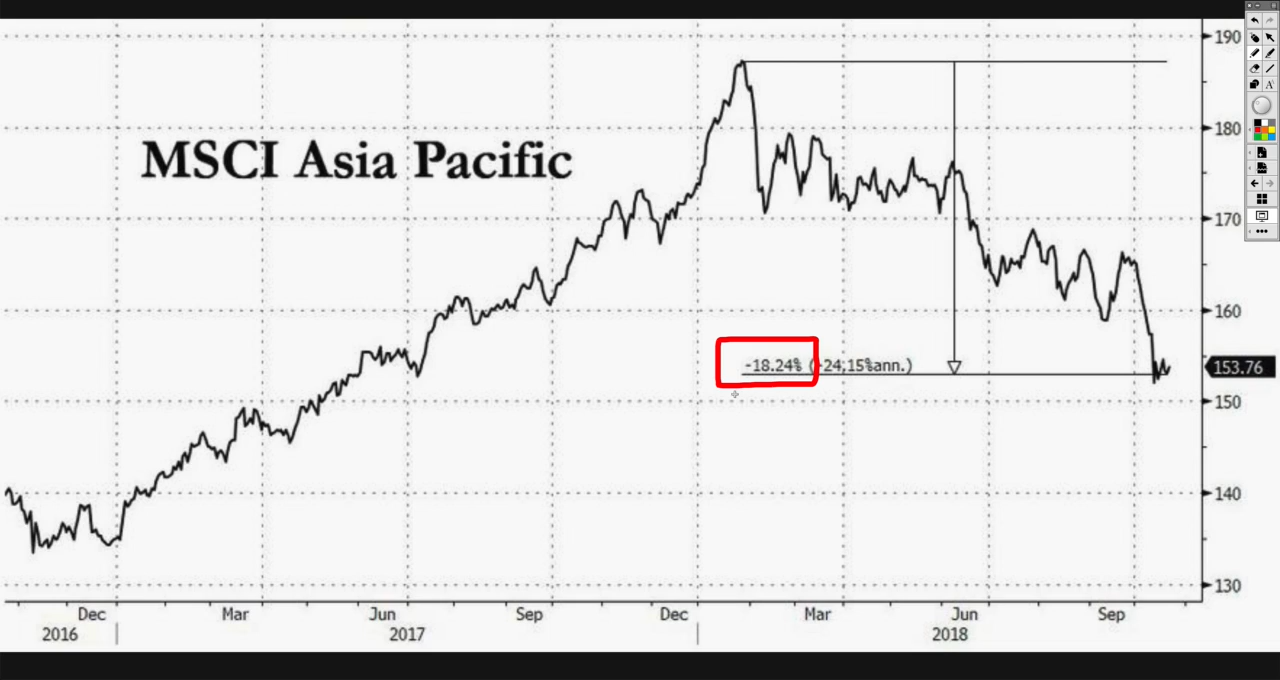 MSCI Asia Pacific
190
180
170
160
153.76
150
140
130
-18.24% (-24.15%ann.)
Dec Mar Jun Sep Dec Mar Jun Sep
2016 2017 2018
A